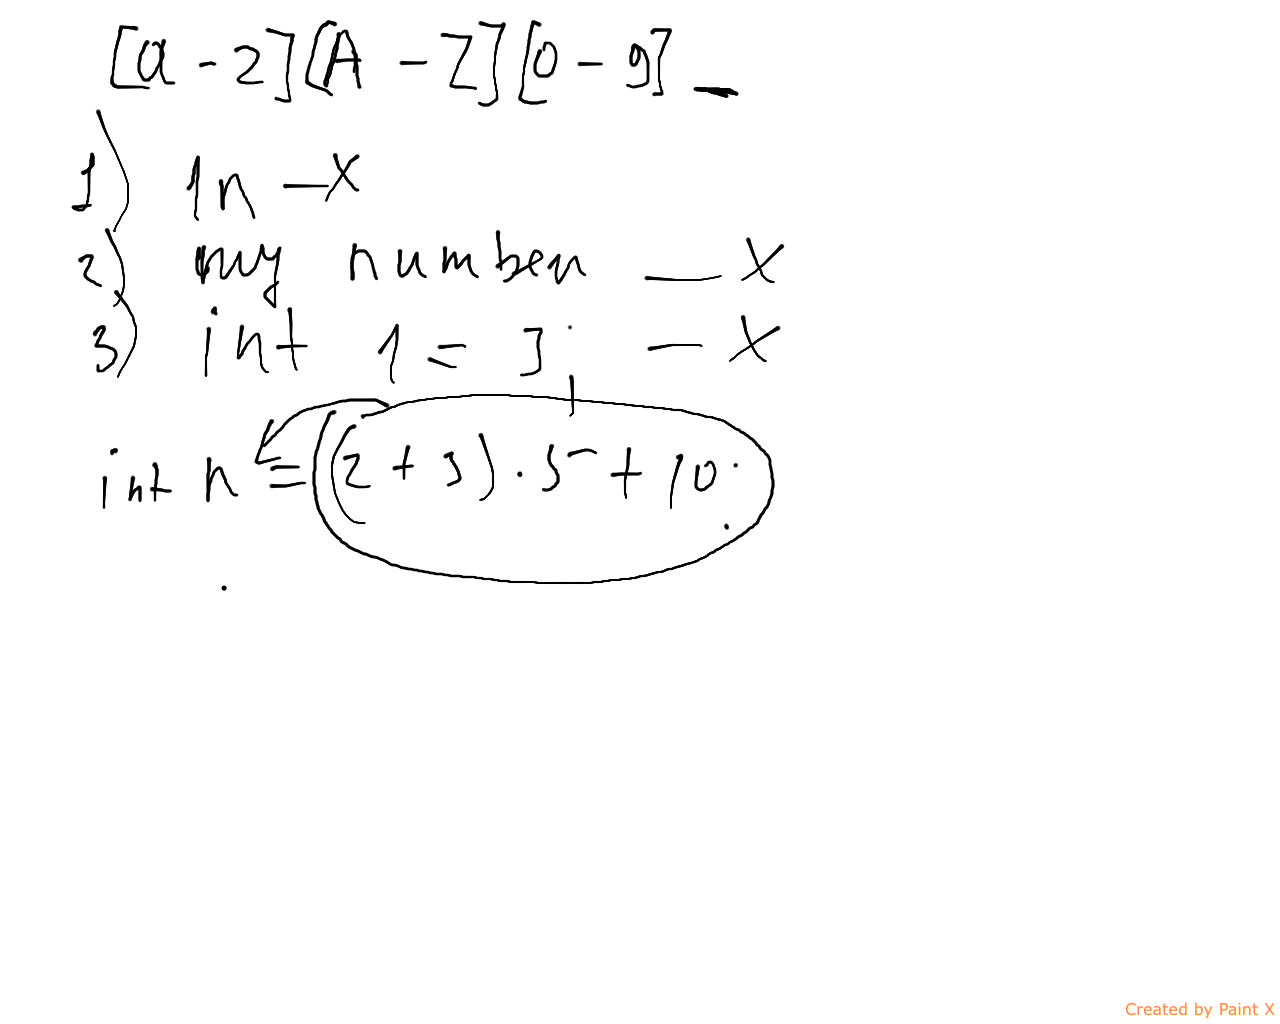 [a - z][A - Z][0 - 9] _
1) 1n - X
2) my number - X
3) int 1 = 3; - X
int n = (2 + 3) · 5 + 10;
Created by Paint X